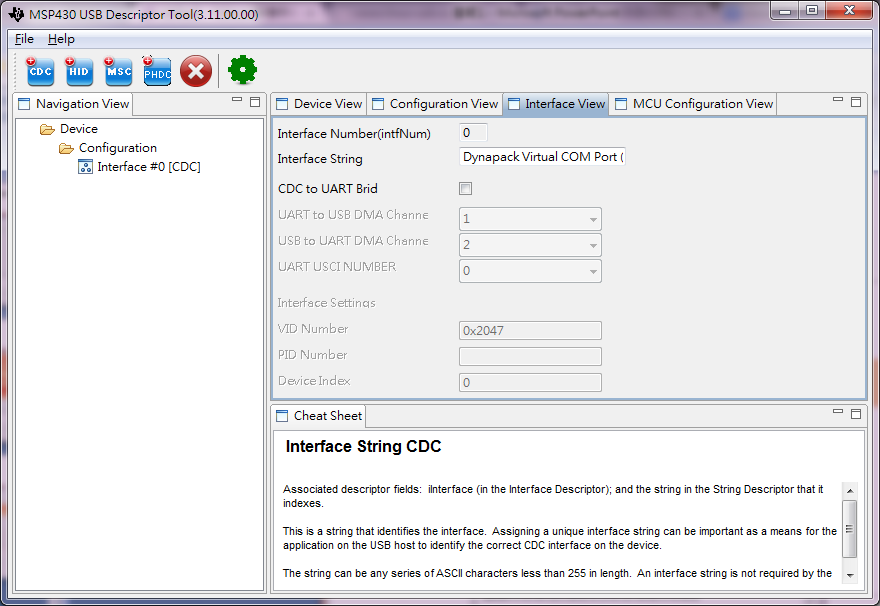 MSP430 USB Descriptor Tool(3.11.00.00)
File Help
CDC HID MSC PHDC
Navigation View
Device
Configuration
Interface #0 [CDC]
Device View Configuration View Interface View MCU Configuration View
Interface Number(intfNum) 0
Interface String Dynapack Virtual COM Port (
CDC to UART Brid
UART to USB DMA Channe 1
USB to UART DMA Channe 2
UART USCI NUMBER 0
Interface Settings
VID Number 0x2047
PID Number
Device Index 0
Cheat Sheet
Interface String CDC
Associated descriptor fields: iInterface (in the Interface Descriptor); and the string in the String Descriptor that it
indexes.
This is a string that identifies the interface. Assigning a unique interface string can be important as a means for the
application on the USB host to identify the correct CDC interface on the device.
The string can be any series of ASCII characters less than 255 in length. An interface string is not required by the